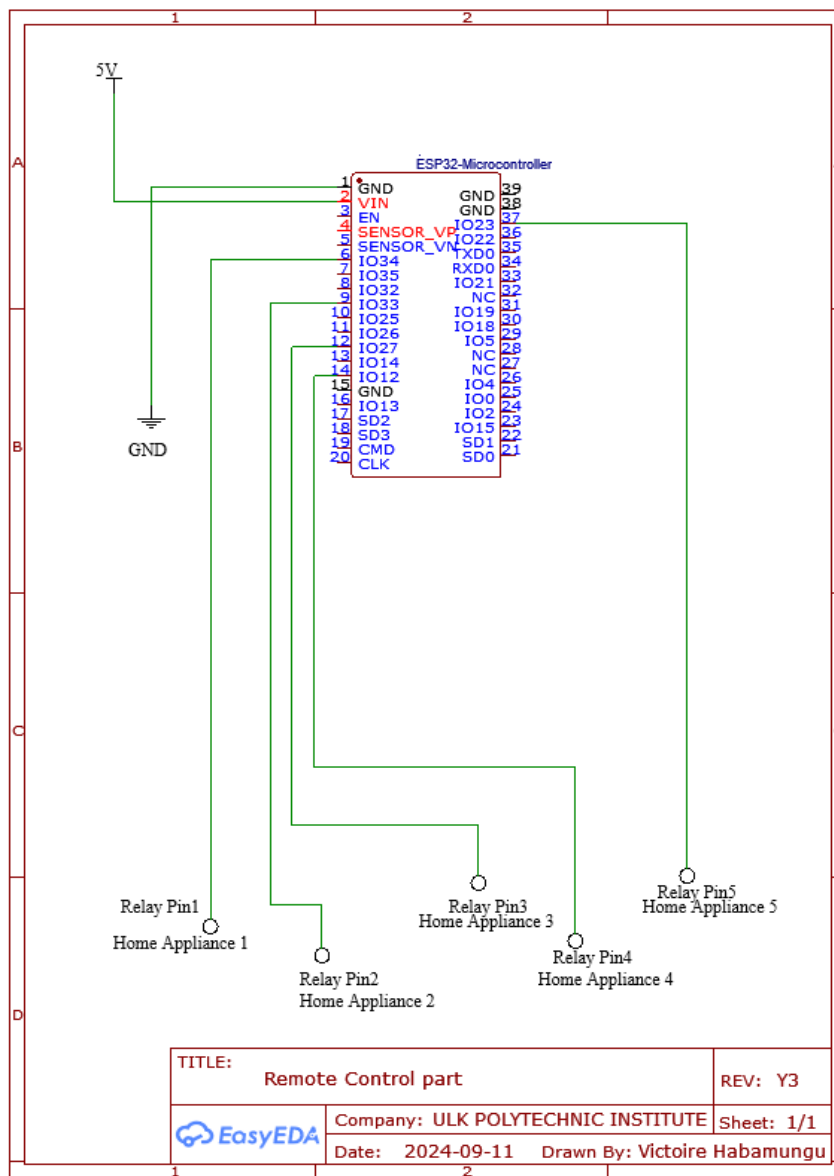 1 2
5V
A
ESP32-Microcontroller
1 GND
2 VIN
3 EN
4 SENSOR_VP
5 SENSOR_VN
6 IO34
7 IO35
8 IO32
9 IO33
10 IO25
11 IO26
12 IO27
13 IO14
14 IO12
15 GND
16 IO13
17 SD2
18 SD3
19 CMD
20 CLK
GND 39
GND 38
IO23 37
IO22 36
TXD0 35
RXD0 34
IO21 33
NC 32
IO19 31
IO18 30
IO5 29
NC 28
NC 27
IO4 26
IO0 25
IO2 24
IO15 23
SD1 22
SD0 21
B
GND
C
Relay Pin1
Home Appliance 1
Relay Pin2
Home Appliance 2
Relay Pin3
Home Appliance 3
Relay Pin4
Home Appliance 4
Relay Pin5
Home Appliance 5
D
TITLE:
Remote Control part
REV: Y3
EasyEDA
Company: ULK POLYTECHNIC INSTITUTE
Sheet: 1/1
Date: 2024-09-11
Drawn By: Victoire Habamungu
1 2